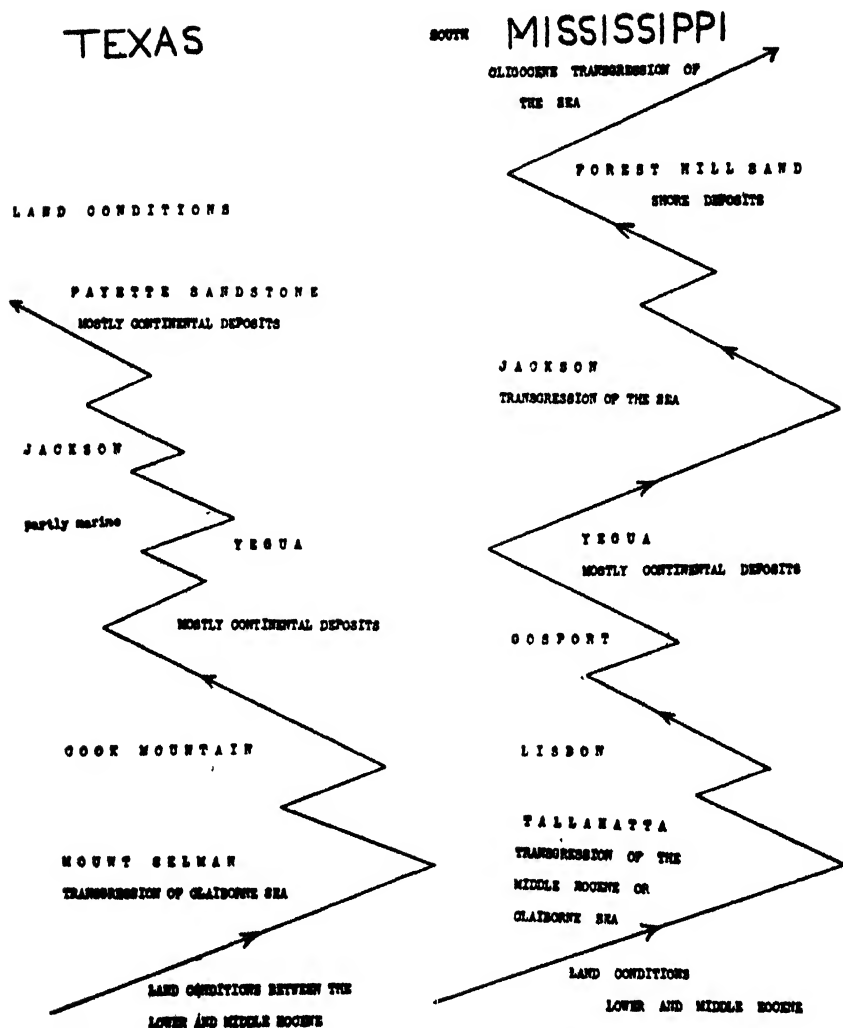 TEXAS
LAND CONDITIONS
FAYETTE SANDSTONE
MOSTLY CONTINENTAL DEPOSITS
JACKSON
partly marine
YEGUA
MOSTLY CONTINENTAL DEPOSITS
COOK MOUNTAIN
MOUNT SELMAN
TRANSGRESSION OF CLAIBORNE SEA
LAND CONDITIONS BETWEEN THE
LOWER AND MIDDLE EOCENE
SOUTH MISSISSIPPI
OLIGOCENE TRANSGRESSION OF
THE SEA
FOREST HILL SAND
SHORE DEPOSITS
JACKSON
TRANSGRESSION OF THE SEA
YEGUA
MOSTLY CONTINENTAL DEPOSITS
GOSPORT
LISBON
TALLAHATTA
TRANSGRESSION OF THE
MIDDLE EOCENE OR
CLAIBORNE SEA
LAND CONDITIONS
LOWER AND MIDDLE EOCENE